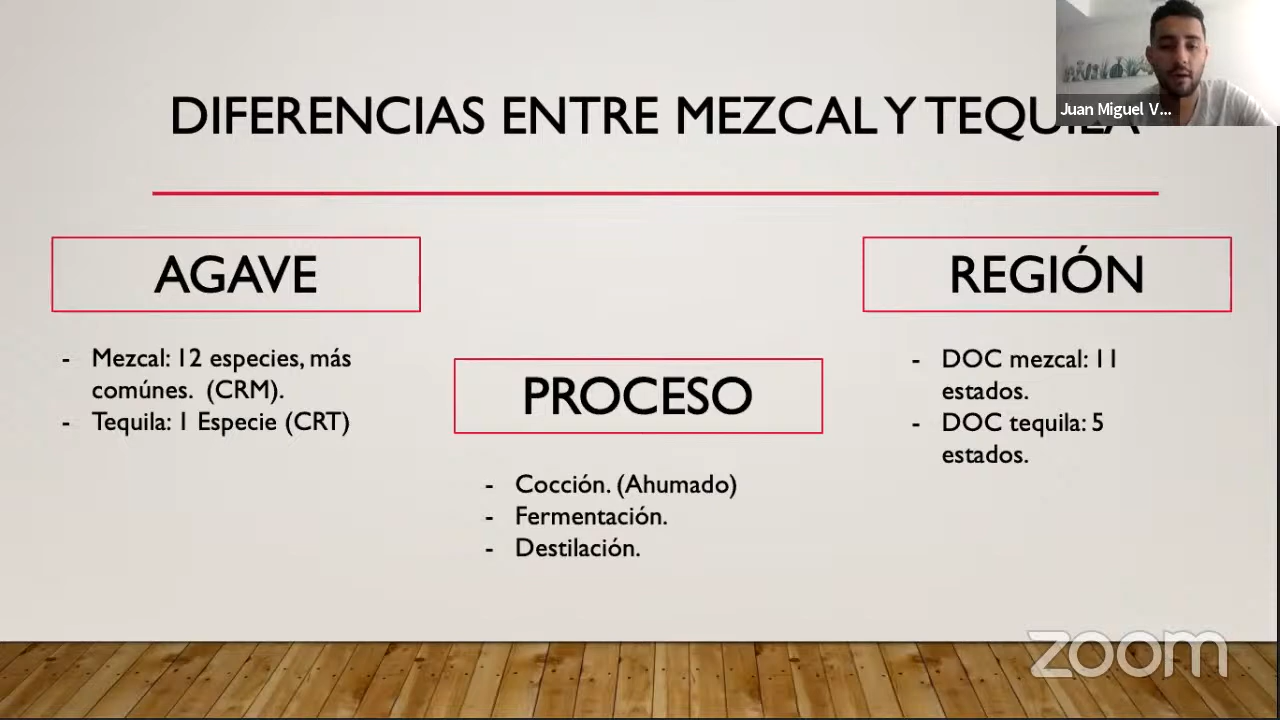 DIFERENCIAS ENTRE MEZCAL Y TEQUILA
Juan Miguel V...
AGAVE
- Mezcal: 12 especies, más
comúnes. (CRM).
- Tequila: 1 Especie (CRT)
PROCESO
- Cocción. (Ahumado)
- Fermentación.
- Destilación.
REGIÓN
- DOC mezcal: 11
estados.
- DOC tequila: 5
estados.
zoom